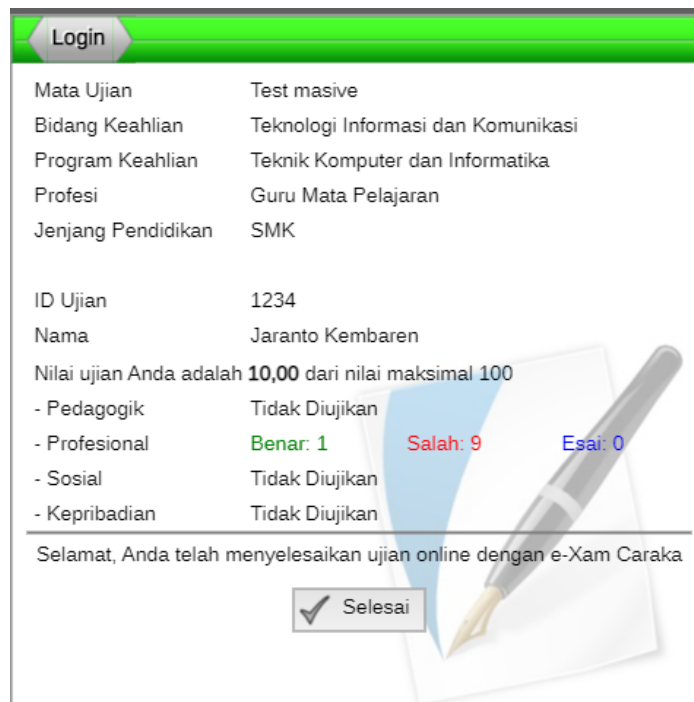 Login
Mata Ujian Test masive
Bidang Keahlian Teknologi Informasi dan Komunikasi
Program Keahlian Teknik Komputer dan Informatika
Profesi Guru Mata Pelajaran
Jenjang Pendidikan SMK
ID Ujian 1234
Nama Jaranto Kembaren
Nilai ujian Anda adalah 10,00 dari nilai maksimal 100
- Pedagogik Tidak Diujikan
- Profesional Benar: 1 Salah: 9 Esai: 0
- Sosial Tidak Diujikan
- Kepribadian Tidak Diujikan
Selamat, Anda telah menyelesaikan ujian online dengan e-Xam Caraka
Selesai